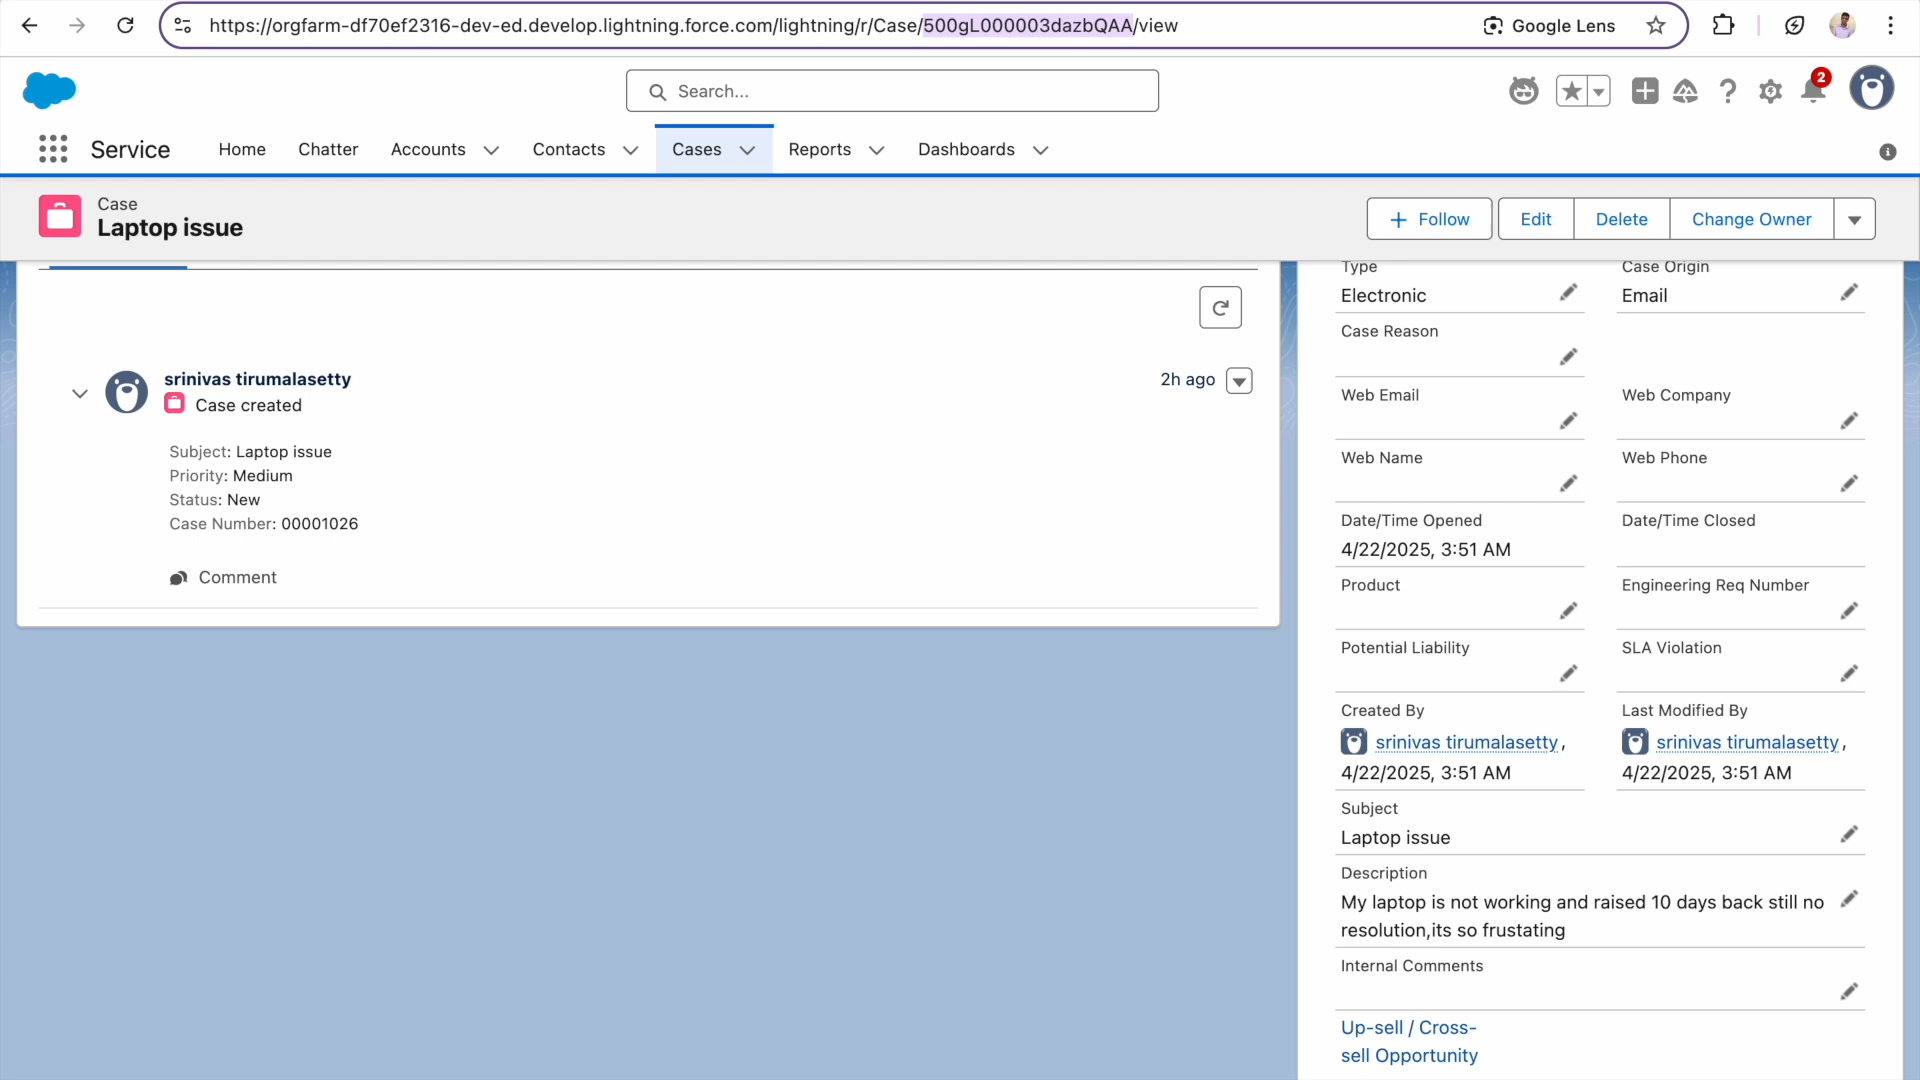 https://orgfarm-df70ef2316-dev-ed.develop.lightning.force.com/lightning/r/Case/500gL000003dazbQAA/view
Google Lens
Search...
2
Service
Home
Chatter
Accounts
Contacts
Cases
Reports
Dashboards
Case
Laptop issue
Follow
Edit
Delete
Change Owner
srinivas tirumalasetty
Case created
2h ago
Subject: Laptop issue
Priority: Medium
Status: New
Case Number: 00001026
Comment
Type
Electronic
Case Origin
Email
Case Reason
Web Email
Web Company
Web Name
Web Phone
Date/Time Opened
4/22/2025, 3:51 AM
Date/Time Closed
Product
Engineering Req Number
Potential Liability
SLA Violation
Created By
srinivas tirumalasetty,
4/22/2025, 3:51 AM
Last Modified By
srinivas tirumalasetty,
4/22/2025, 3:51 AM
Subject
Laptop issue
Description
My laptop is not working and raised 10 days back still no
resolution,its so frustating
Internal Comments
Up-sell / Cross-
sell Opportunity